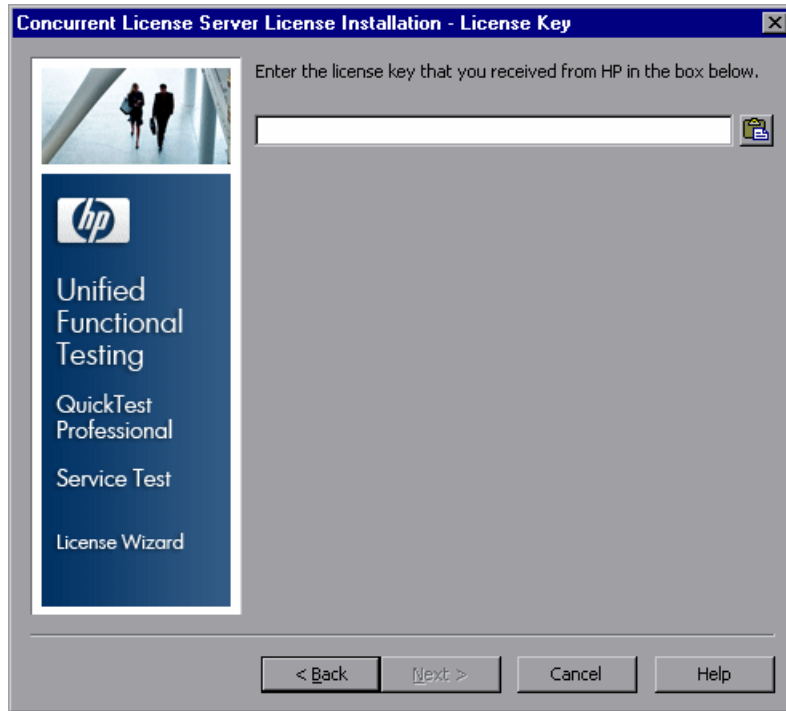 Concurrent License Server License Installation - License Key
Enter the license key that you received from HP in the box below.
hp
Unified
Functional
Testing
QuickTest
Professional
Service Test
License Wizard
< Back
Next >
Cancel
Help